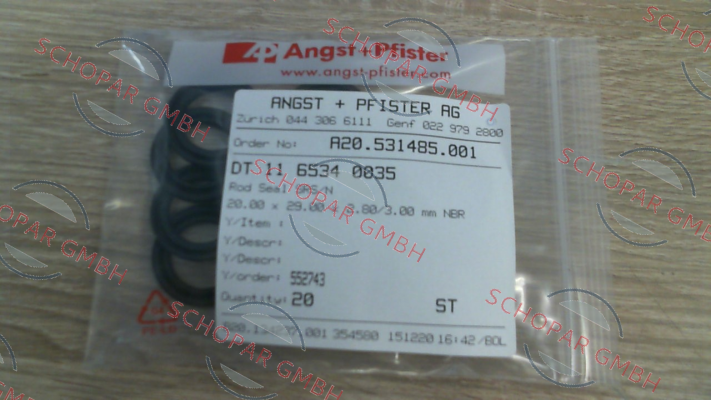 Angst+Pfister
www.angst-pfister.com
ANGST + PFISTER AG
Zürich 044 306 6111 Genf 022 979 2800
Order No: A20.531485.001
DT 11 6534 0035
Rod Seal
20.00 x 29.00 /3.00 mm NBR
Y/Item :
Y/Descr:
Y/Descr:
Y/order: 552743
Quantity: 20 ST
.001 354580 151220 16:42/BOL
SCHOPAR GMBH
SCHOPAR GMBH
SCHOPAR GMBH
SCHOPAR GMBH
SCHOPAR GMBH
SCHOPAR GMBH